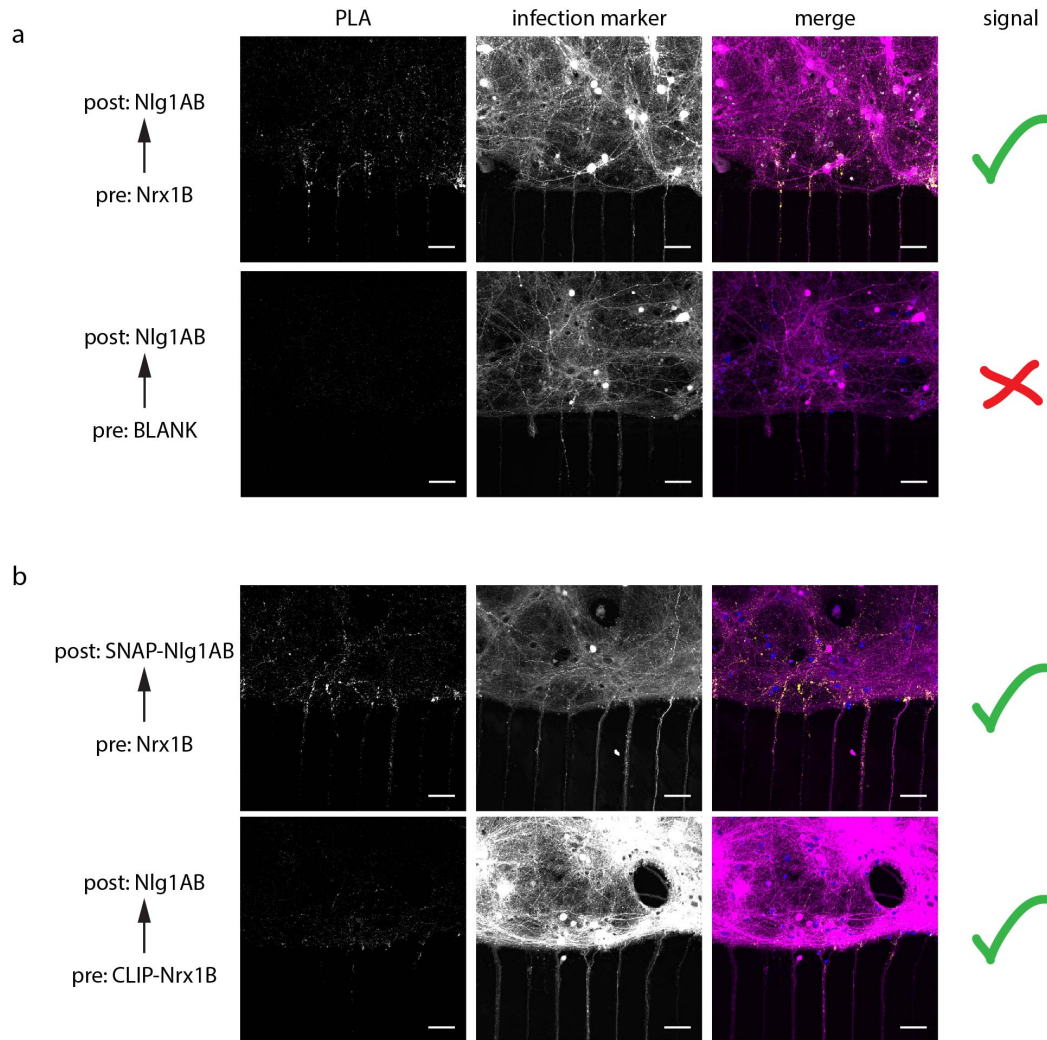 PLA infection marker merge signal
a
post: Nlg1AB
pre: Nrx1B
post: Nlg1AB
pre: BLANK
b
post: SNAP-Nlg1AB
pre: Nrx1B
post: Nlg1AB
pre: CLIP-Nrx1B